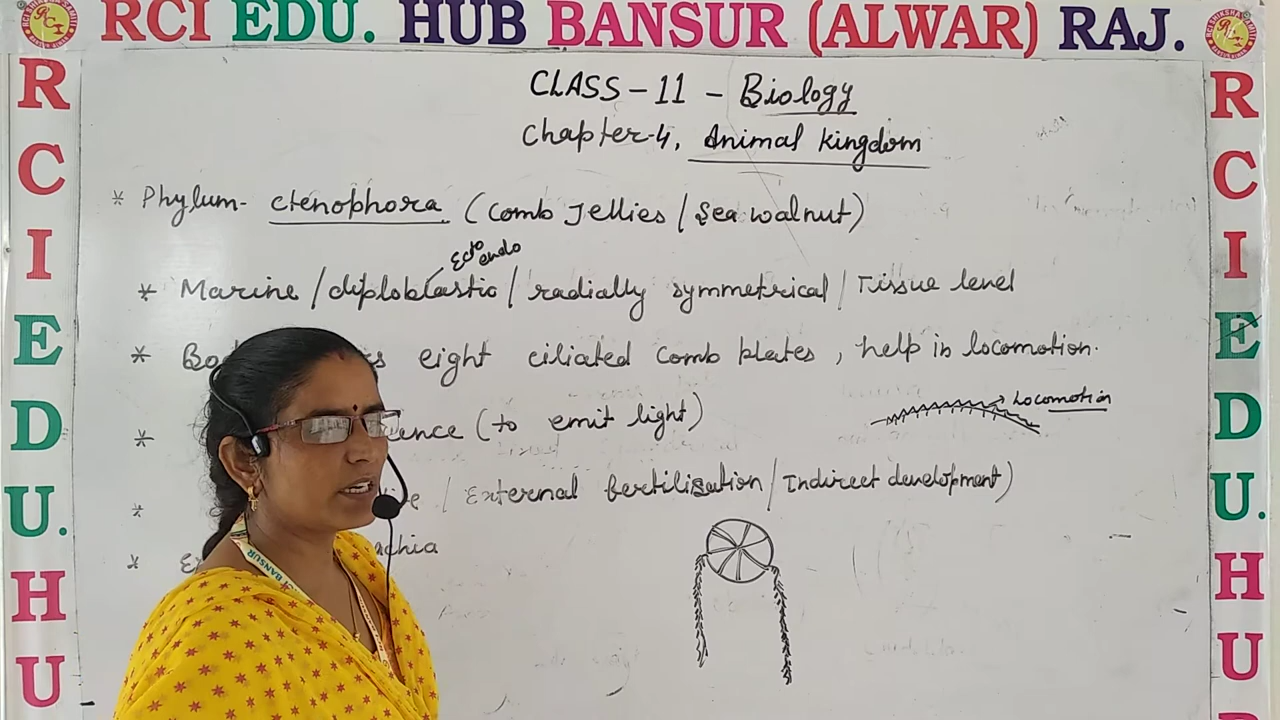 RCI EDU. HUB BANSUR (ALWAR) RAJ.
R
C
I
E
D
U.
H
U
R
C
I
E
D
U.
H
U
CLASS-11 - Biology
Chapter-4, Animal kingdom
* Phylum- Ctenophora (Comb Jellies / Sea walnut)
Ecto
endo
* Marine / diploblastic / radially symmetrical / Tissue level
* eight ciliated comb plates, help in locomotion.
Locomotion
* (to emit light)
* / External fertilisation / Indirect development)
*
BANSUR